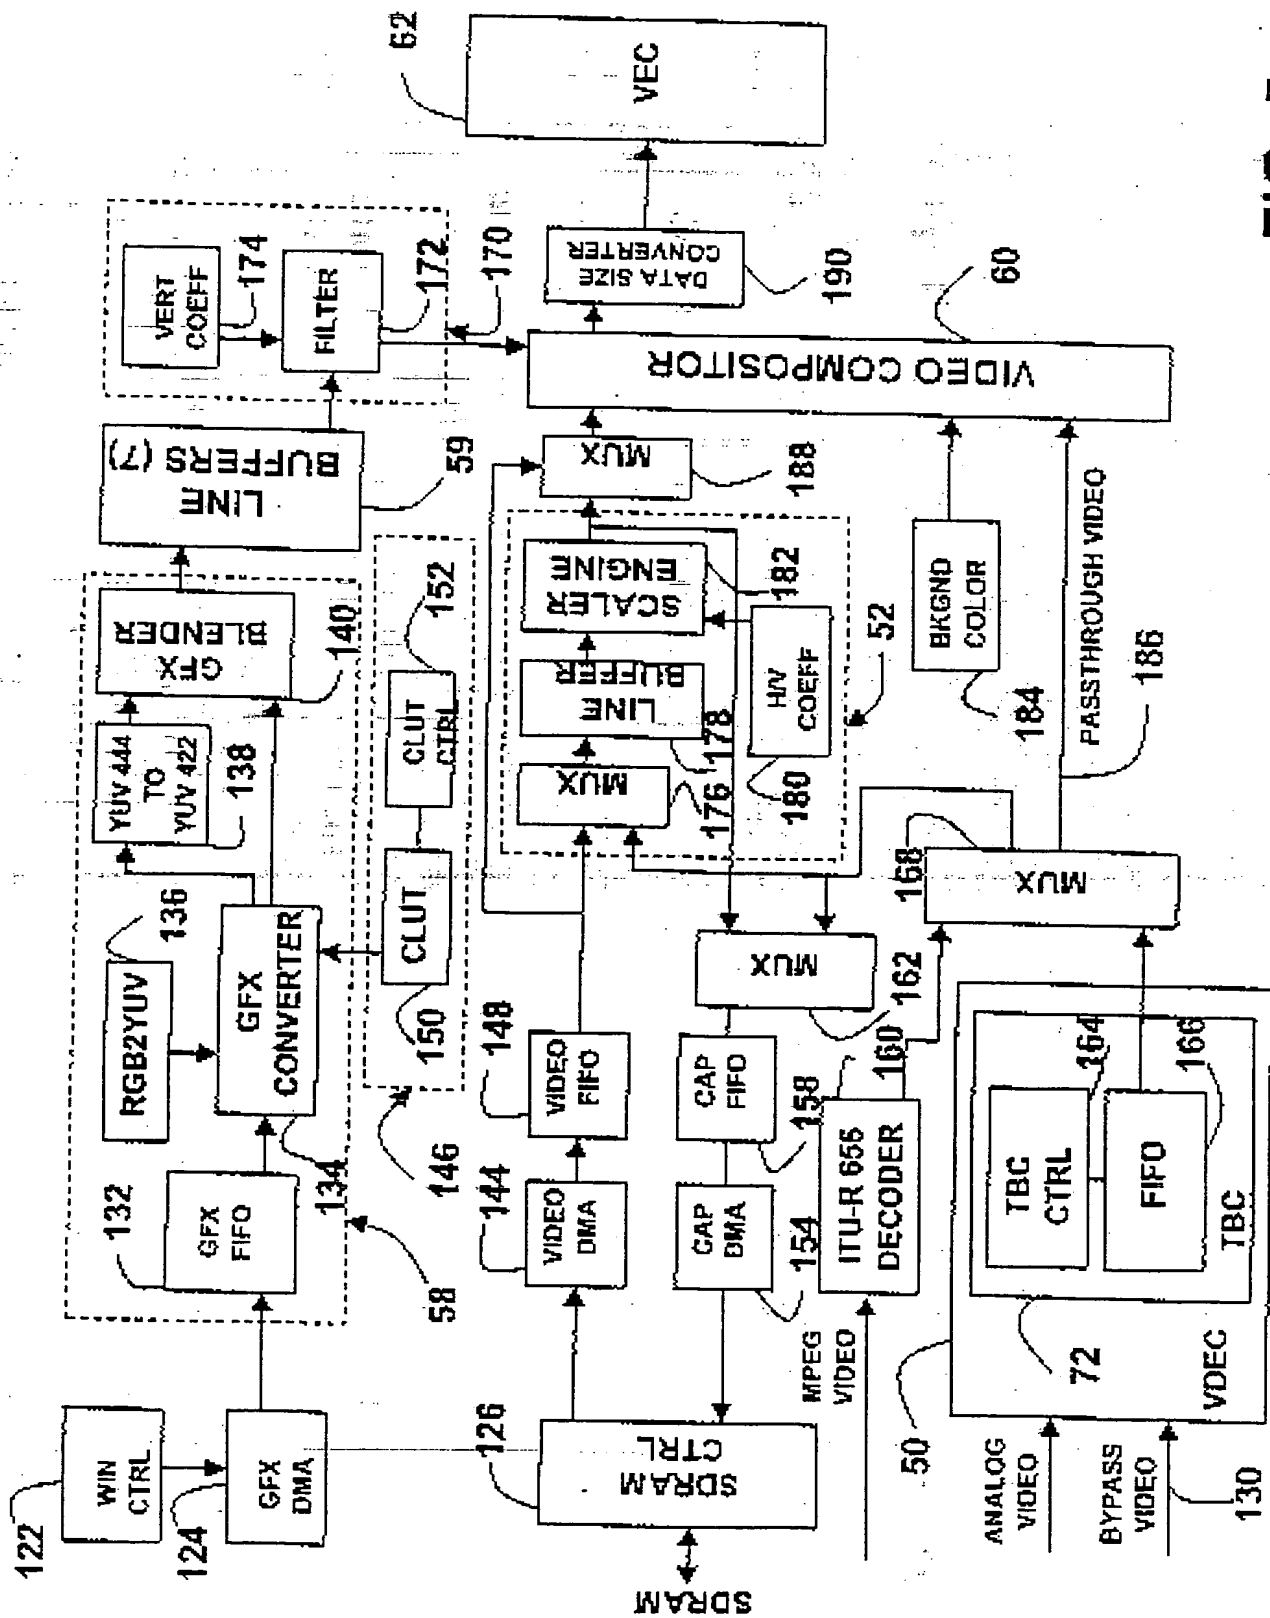 122
WIN
CTRL
124
GFX
DMA
132
GFX
FIFO
134
GFX
CONVERTER
RGB2YUV
136
YUV 444
TO
YUV 422
138
GFX
BLENDER
140
58
LINE
BUFFERS (7)
59
VERT
COEFF
174
FILTER
172
170
146
CLUT
150
CLUT
CTRL
152
SDRAM
126
SDRAM
CTRL
144
VIDEO
DMA
148
VIDEO
FIFO
MUX
176
LINE
BUFFER
178
SCALER
ENGINE
182
H/V
COEFF
180
52
MUX
188
VIDEO COMPOSITOR
60
DATA SIZE
CONVERTER
190
VEC
62
CAP
DMA
154
CAP
FIFO
158
MUX
162
MPEG
VIDEO
ITU-R 656
DECODER
160
BKGND
COLOR
184
MUX
168
PASSTHROUGH VIDEO
186
50
VDEC
72
TBC
CTRL
164
FIFO
166
TBC
ANALOG
VIDEO
BYPASS
VIDEO
130